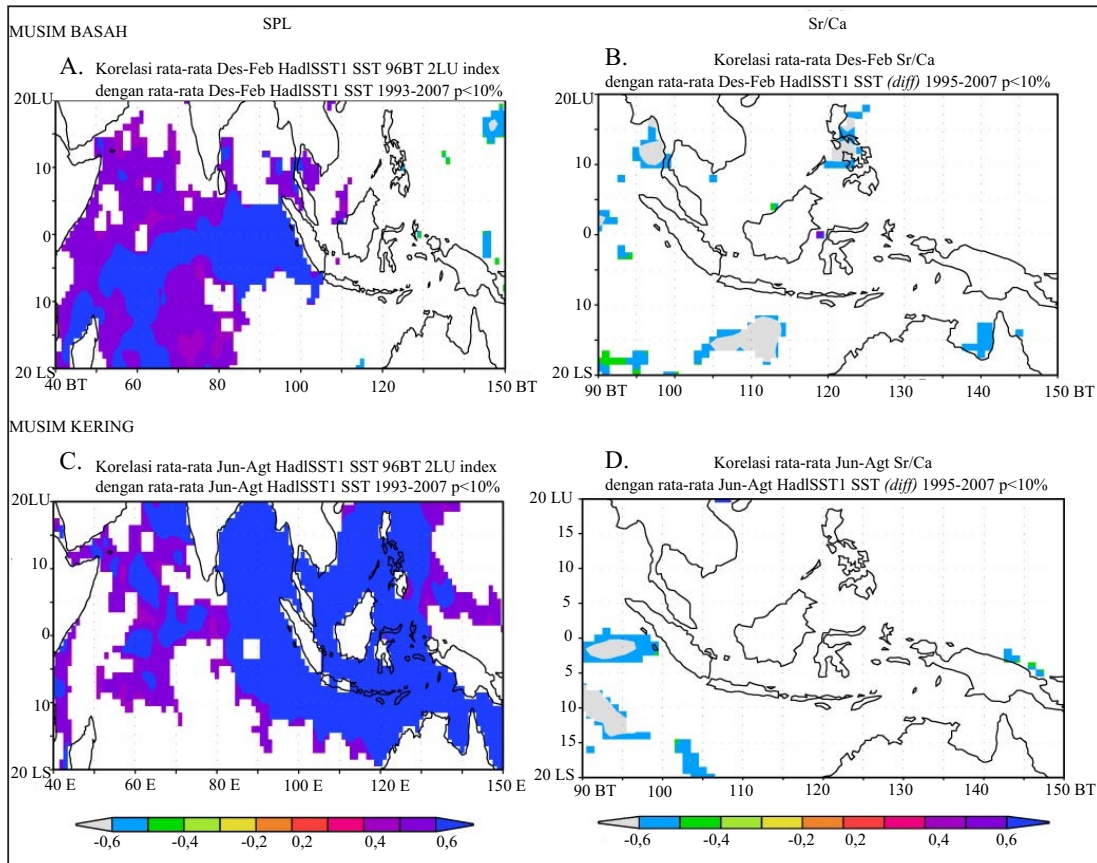 SPL
Sr/Ca
MUSIM BASAH
A. Korelasi rata-rata Des-Feb HadlSST1 SST 96BT 2LU index
dengan rata-rata Des-Feb HadlSST1 SST 1993-2007 p<10%
20LU
10
0
10
20 LS
40 BT 60 80 100 120 150 BT
B. Korelasi rata-rata Des-Feb Sr/Ca
dengan rata-rata Des-Feb HadlSST1 SST (diff) 1995-2007 p<10%
20LU
10
0
10
20 LS
90 BT 100 110 120 130 140 150 BT
MUSIM KERING
C. Korelasi rata-rata Jun-Agt HadlSST1 SST 96BT 2LU index
dengan rata-rata Jun-Agt HadlSST1 SST 1993-2007 p<10%
20LU
10
0
10
20 LS
40 E 60 E 80 E 100 E 120 E 150 E
-0,6 -0,4 -0,2 0,2 0,4 0,6
D. Korelasi rata-rata Jun-Agt Sr/Ca
dengan rata-rata Jun-Agt HadlSST1 SST (diff) 1995-2007 p<10%
20 LU
15
10
5
0
5
10
15
20 LS
90 BT 100 110 120 130 140 150 BT
-0,6 -0,4 -0,2 0,2 0,4 0,6